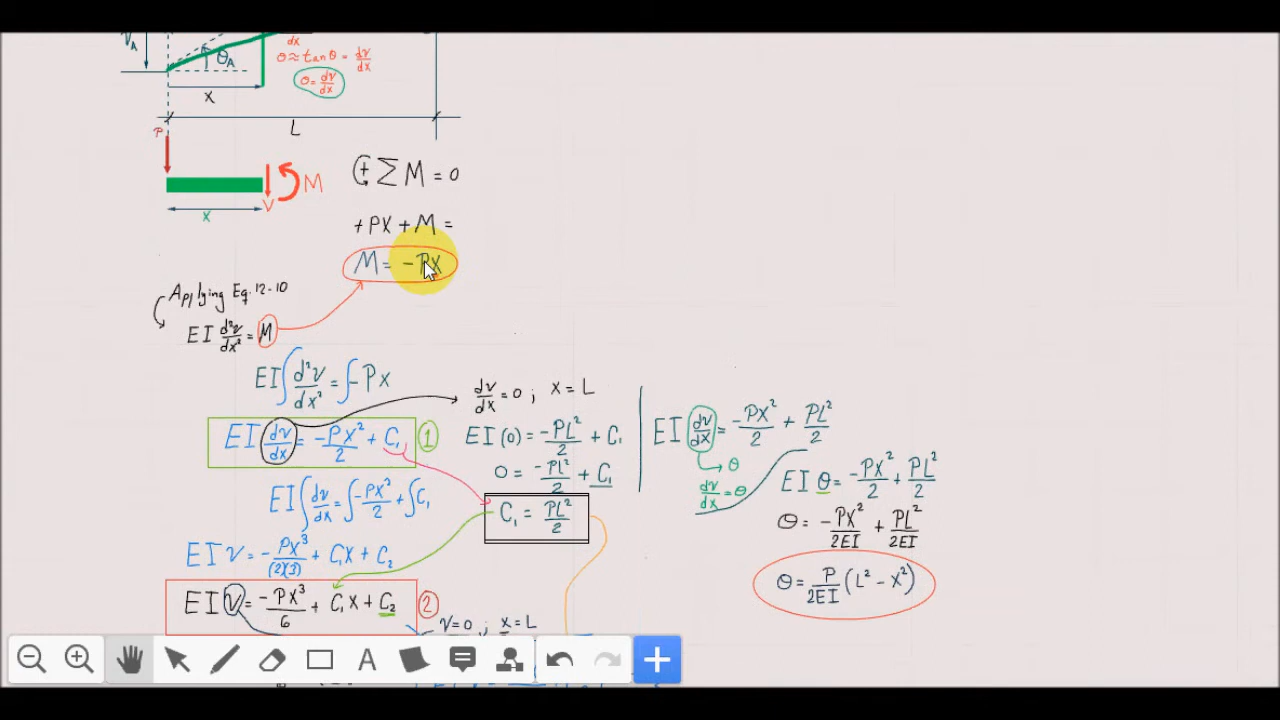 V_A
θ_A
dx
θ ≈ tan θ = dv/dx
θ = dv/dx
x
L
P
M
V
x
(+ ΣM = 0
+PX + M =
M = -PX
Applying Eq. 12-10
EI d²v/dx² = M
EI ∫ d²v/dx² = ∫ -Px
EI dv/dx = -Px²/2 + C₁ 1
dv/dx = 0 ; x = L
EI (0) = -PL²/2 + C₁
0 = -PL²/2 + C₁
C₁ = PL²/2
EI ∫ dv/dx = ∫ -Px²/2 + ∫ C₁
EI v = -Px³/(2)(3) + C₁x + C₂
EI v = -Px³/6 + C₁x + C₂ 2
v=0 ; x = L
EI dv/dx = -Px²/2 + PL²/2
→ θ
dv/dx = θ
EI θ = -Px²/2 + PL²/2
θ = -Px²/2EI + PL²/2EI
θ = P/2EI (L² - x²)
A